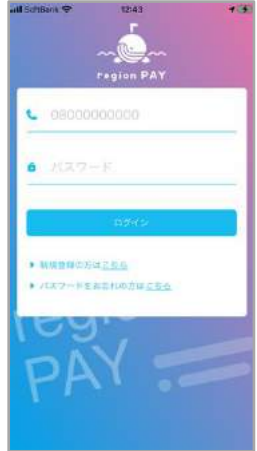 SoftBank 12:43
region PAY
08000000000
パスワード
ログイン
新規登録の方はこちら
パスワードをお忘れの方はこちら
region
PAY